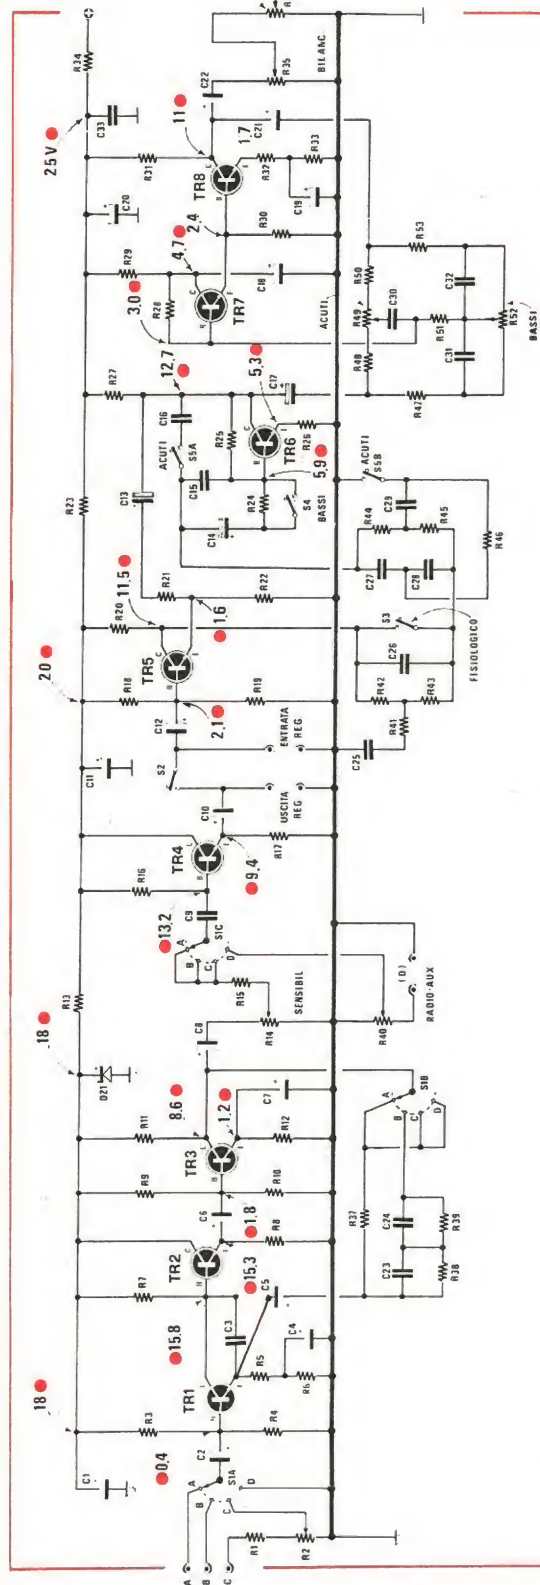 18
0,4
15.8
15.3
1.8
8.6
1.2
.18
13,2
9.4
20
2.1
11,5
1.6
12.7
5.3
5.9
3.0
4.7
2.4
11
1.7
25V
C1
R3
R7
R9
R11
D21
R13
R16
C11
R18
R20
R23
C13
R27
R29
C20
R31
C33
R34
A
B
C
R1
R2
S1A
A
B
C
D
C2
R4
TR1
C3
R5
R6
C4
C5
TR2
R8
C6
R10
TR3
R12
C7
C8
R14
SENSIBIL
R15
S1C
A
B
C
D
C9
TR4
R17
C10
USCITA
REG
S2
ENTRATA
REG
C12
R19
TR5
R21
R22
C14
R24
S4
BASSI
C15
ACUTI
S5A
C16
R25
TR6
R26
C17
R28
TR7
C18
R30
TR8
R32
C19
R33
C21
C22
R35
BILANC.
R37
C23
C24
R38
R39
S1B
A
B
C
D
R40
(D)
RADIO-AUX
C25
R41
R42
R43
C26
S3
FISIOLOGICO
C27
C28
R44
R45
C29
R46
ACUTI
S5B
R47
R48
R49
R50
ACUTI
C30
R51
C31
C32
R52
BASSI
R53